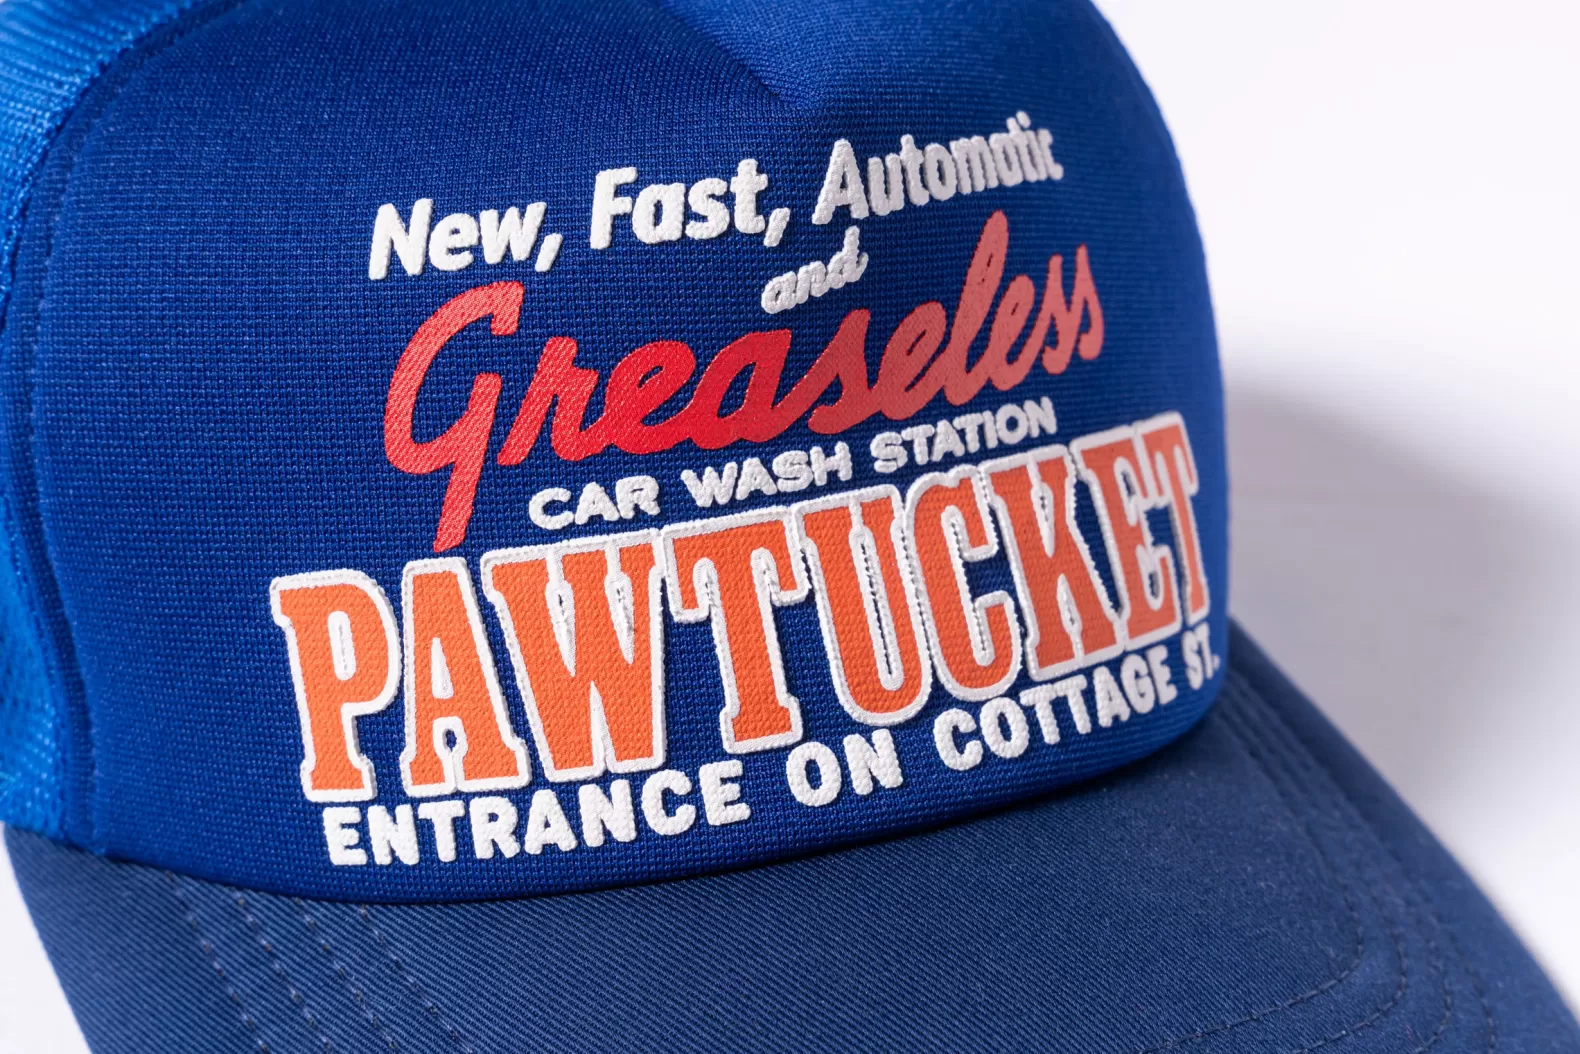 New, Fast, Automatic
and
Greaseless
CAR WASH STATION
PAWTUCKET
ENTRANCE ON COTTAGE ST.